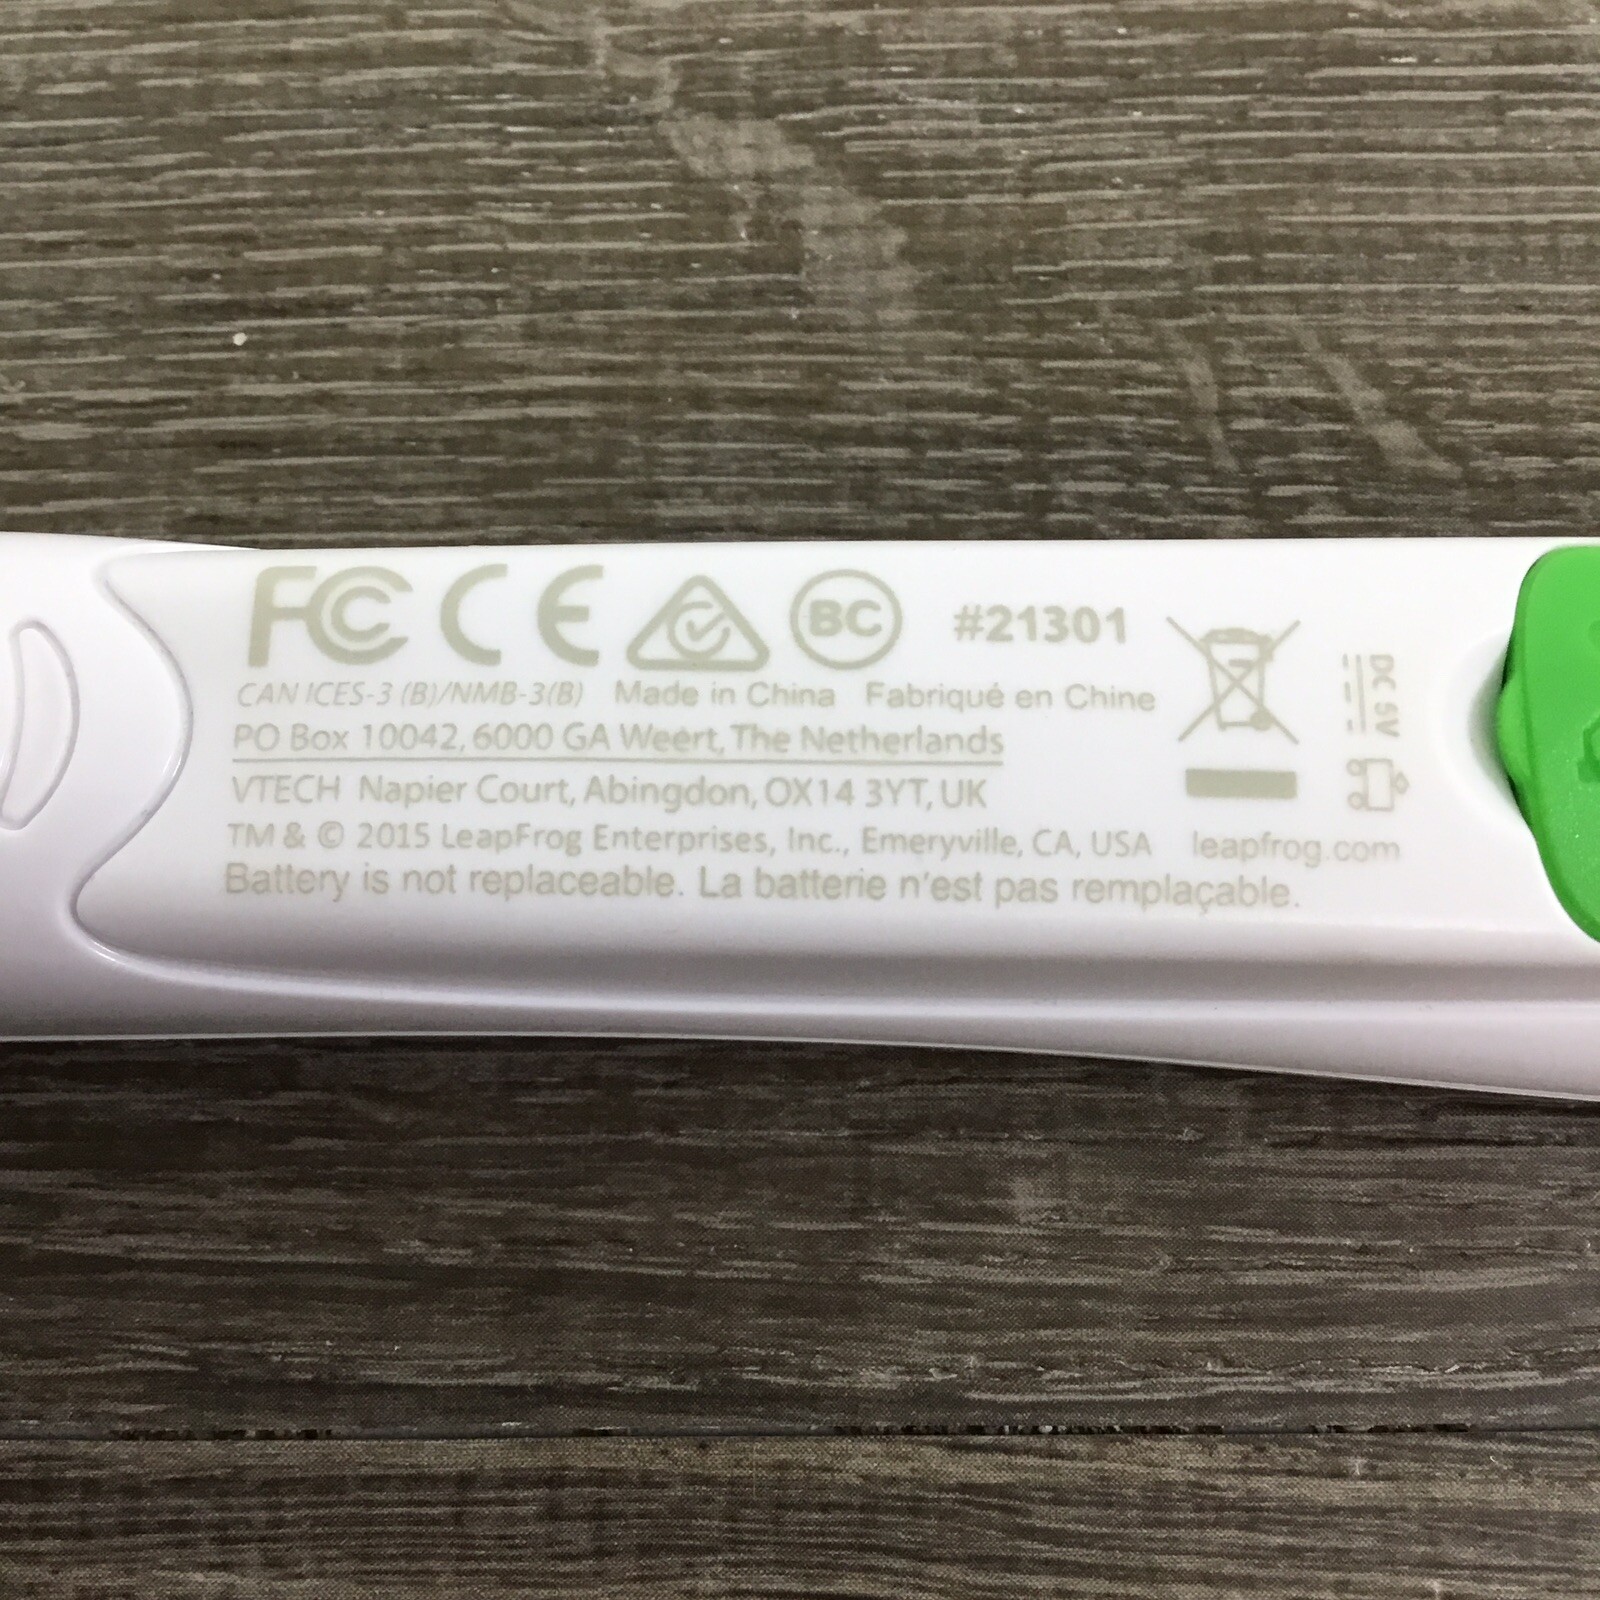 FC CE BC #21301
CAN ICES-3 (B)/NMB-3(B) Made in China Fabriqué en Chine
PO Box 10042, 6000 GA Weert, The Netherlands
VTECH Napier Court, Abingdon, OX14 3YT, UK
TM & © 2015 LeapFrog Enterprises, Inc., Emeryville, CA, USA leapfrog.com
Battery is not replaceable. La batterie n'est pas remplaçable.
DC 5V